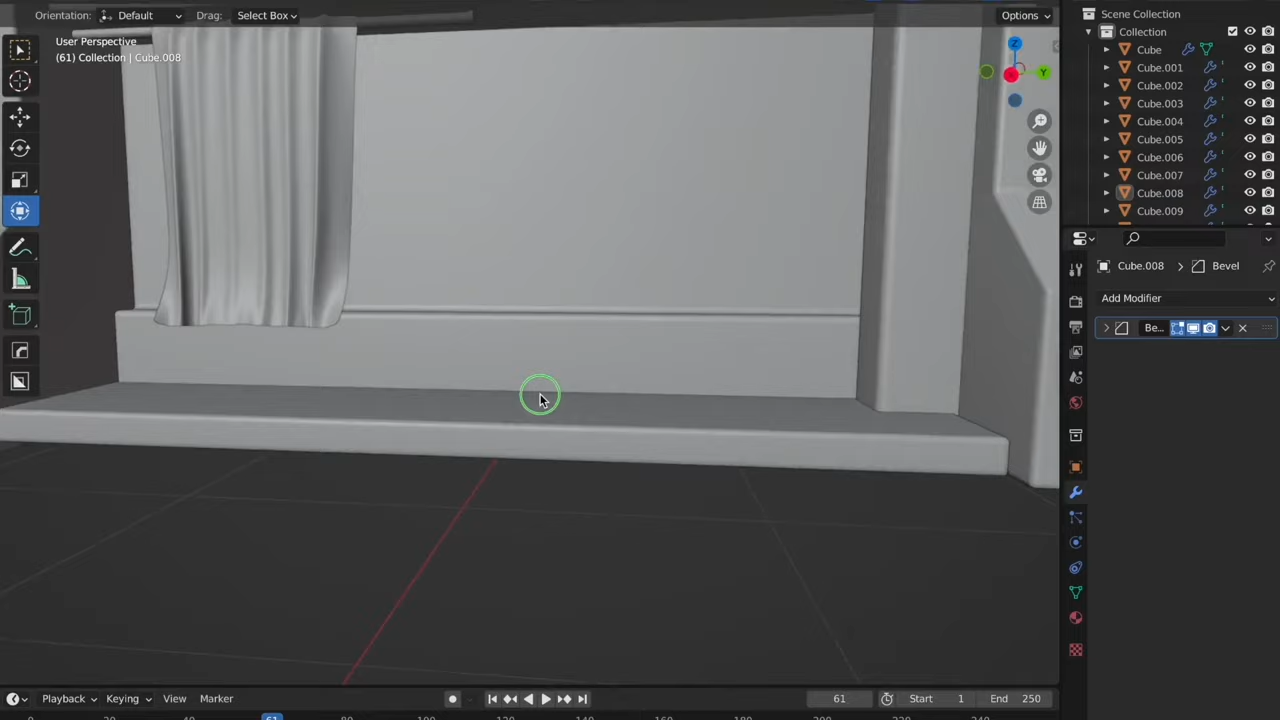 Orientation: Default Drag: Select Box Options
User Perspective
(61) Collection | Cube.008
Z
Y
Scene Collection
Collection
Cube
Cube.001
Cube.002
Cube.003
Cube.004
Cube.005
Cube.006
Cube.007
Cube.008
Cube.009
Cube.008 > Bevel
Add Modifier
Be...
Playback Keying View Marker 61 Start 1 End 250
61